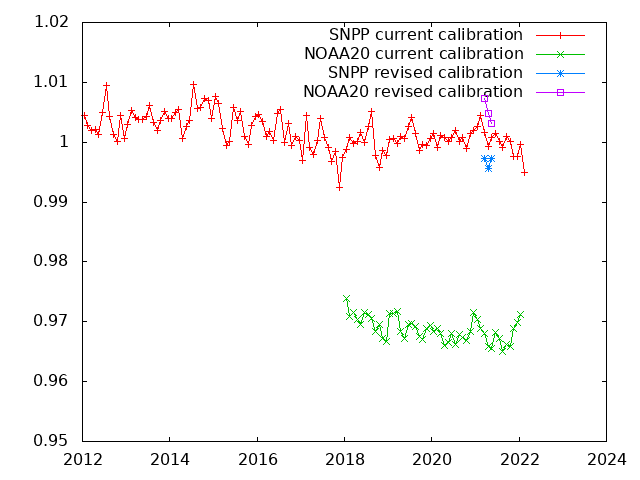 1.02
SNPP current calibration
NOAA20 current calibration
SNPP revised calibration
1.01
NOAA20 revised calibration
1
0.99
0.98
0.97
0.96
0.95
2012 2014 2016 2018 2020 2022 2024